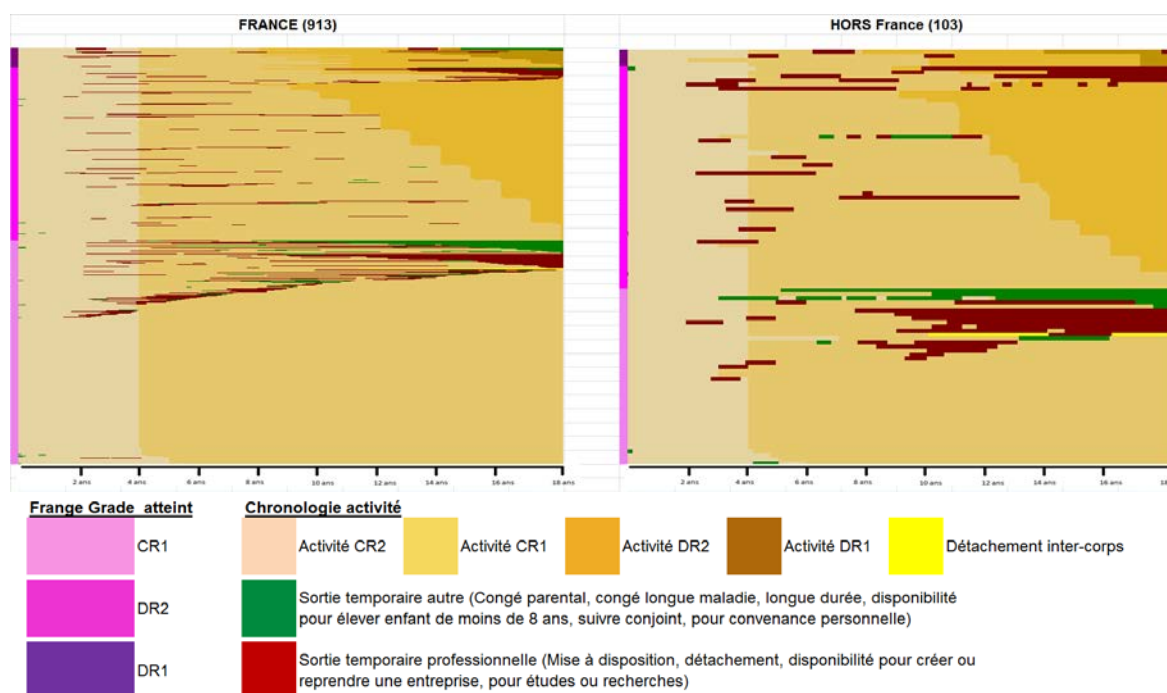 FRANCE (913)
HORS France (103)
2 ans 4 ans 6 ans 8 ans 10 ans 12 ans 14 ans 16 ans 18 ans
2 ans 4 ans 6 ans 8 ans 10 ans 12 ans 14 ans 16 ans 18
Frange Grade atteint
Chronologie activité
CR1
Activité CR2
Activité CR1
Activité DR2
Activité DR1
Détachement inter-corps
DR2
Sortie temporaire autre (Congé parental, congé longue maladie, longue durée, disponibilité
pour élever enfant de moins de 8 ans, suivre conjoint, pour convenance personnelle)
DR1
Sortie temporaire professionnelle (Mise à disposition, détachement, disponibilité pour créer ou
reprendre une entreprise, pour études ou recherches)